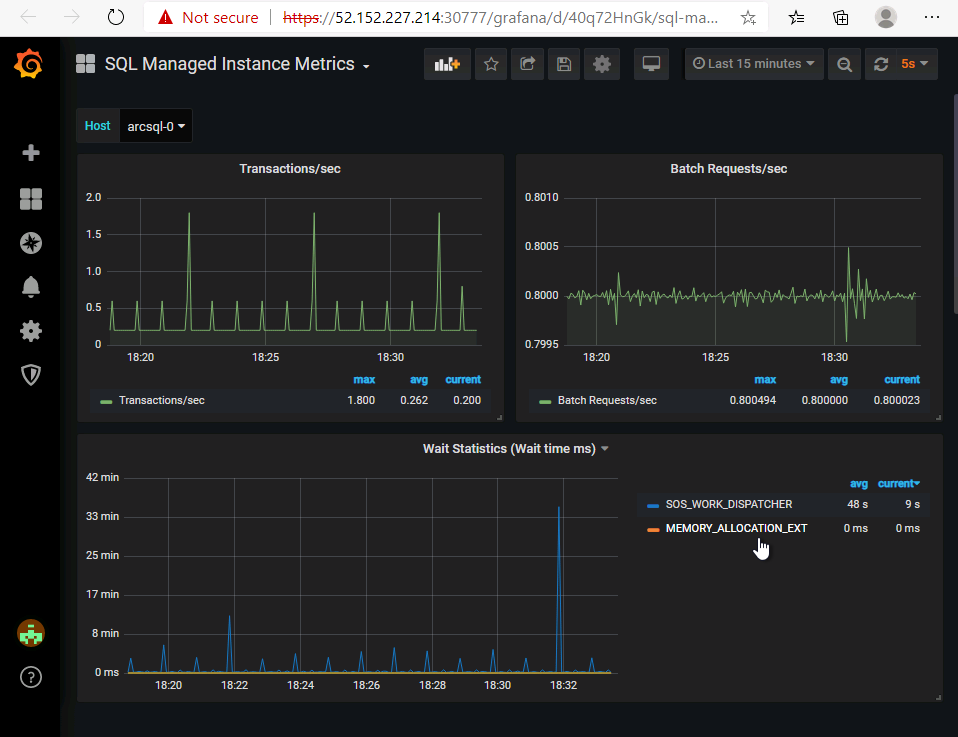 Not secure | https://52.152.227.214:30777/grafana/d/40q72HnGk/sql-ma...
SQL Managed Instance Metrics
Last 15 minutes
5s
Host arcsql-0
Transactions/sec
2.0
1.5
1.0
0.5
0
18:20 18:25 18:30
max avg current
Transactions/sec 1.800 0.262 0.200
Batch Requests/sec
0.8010
0.8005
0.8000
0.7995
18:20 18:25 18:30
max avg current
Batch Requests/sec 0.800494 0.800000 0.800023
Wait Statistics (Wait time ms)
42 min
33 min
25 min
17 min
8 min
0 ms
18:20 18:22 18:24 18:26 18:28 18:30 18:32
avg current
SOS_WORK_DISPATCHER 48 s 9 s
MEMORY_ALLOCATION_EXT 0 ms 0 ms